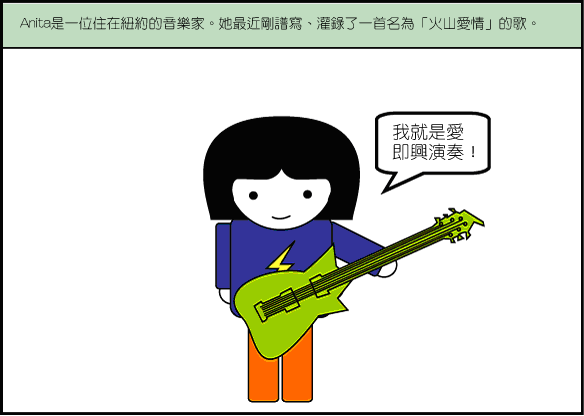 Anita是一位住在紐約的音樂家。她最近剛譜寫、灌錄了一首名為「火山愛情」的歌。
我就是愛
即興演奏！